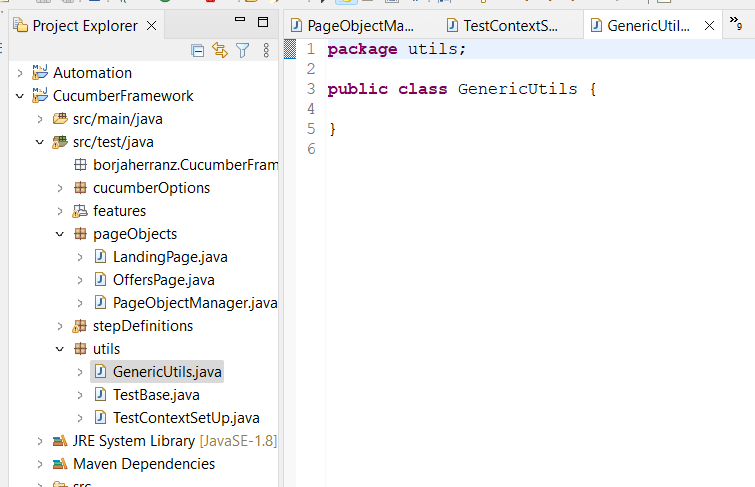 Project Explorer
Automation
CucumberFramework
src/main/java
src/test/java
borjaherranz.CucumberFram
cucumberOptions
features
pageObjects
LandingPage.java
OffersPage.java
PageObjectManager.java
stepDefinitions
utils
GenericUtils.java
TestBase.java
TestContextSetUp.java
JRE System Library [JavaSE-1.8]
Maven Dependencies
src
PageObjectMa... TestContextS... GenericUtil... »9
1 package utils;
2
3 public class GenericUtils {
4
5 }
6